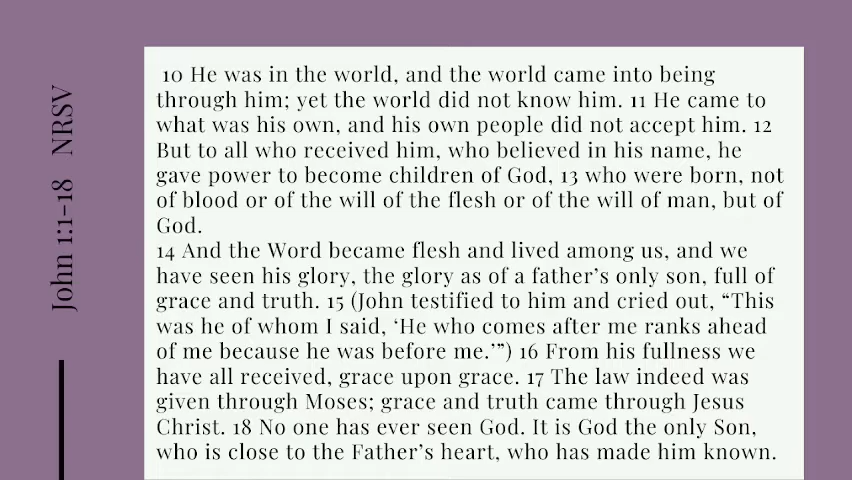 John 1:1-18 NRSV
10 He was in the world, and the world came into being
through him; yet the world did not know him. 11 He came to
what was his own, and his own people did not accept him. 12
But to all who received him, who believed in his name, he
gave power to become children of God, 13 who were born, not
of blood or of the will of the flesh or of the will of man, but of
God.
14 And the Word became flesh and lived among us, and we
have seen his glory, the glory as of a father’s only son, full of
grace and truth. 15 (John testified to him and cried out, “This
was he of whom I said, ‘He who comes after me ranks ahead
of me because he was before me.’”) 16 From his fullness we
have all received, grace upon grace. 17 The law indeed was
given through Moses; grace and truth came through Jesus
Christ. 18 No one has ever seen God. It is God the only Son,
who is close to the Father’s heart, who has made him known.